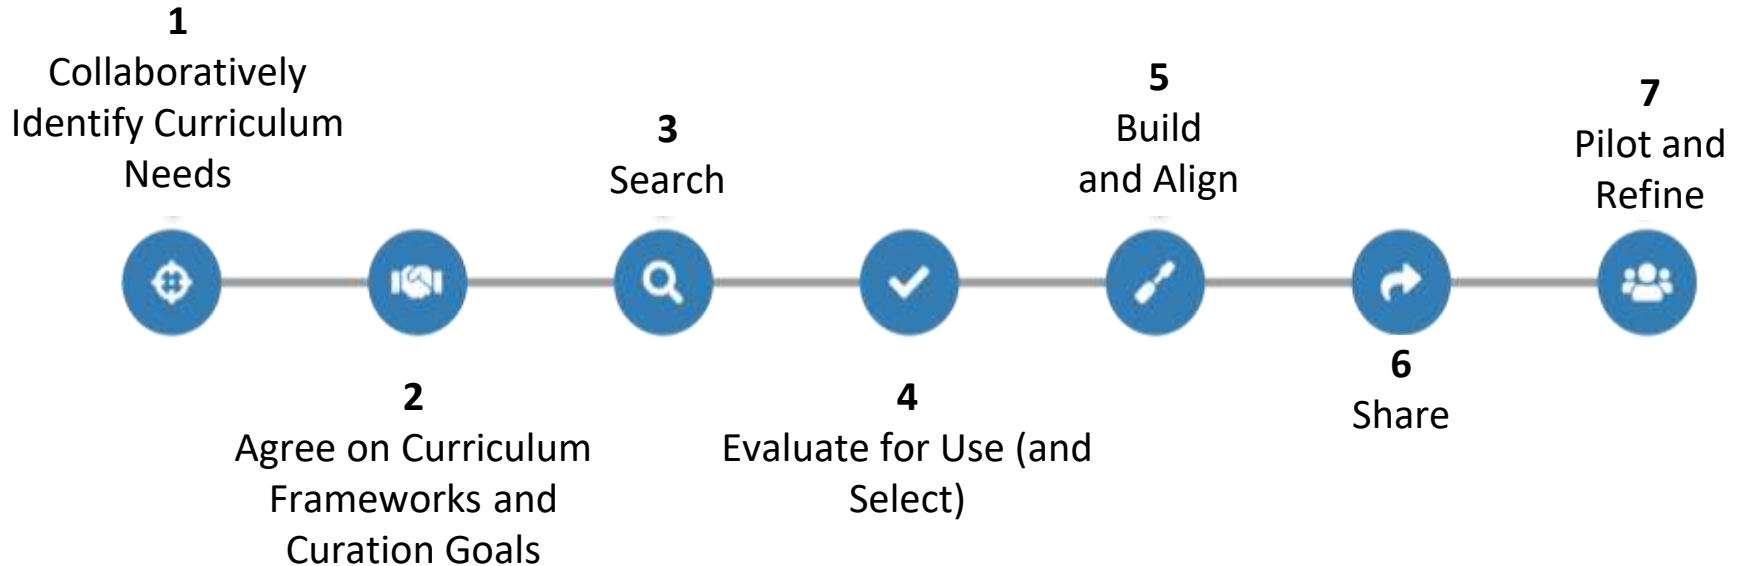 1
Collaboratively
Identify Curriculum
Needs
2
Agree on Curriculum
Frameworks and
Curation Goals
3
Search
4
Evaluate for Use (and
Select)
5
Build
and Align
6
Share
7
Pilot and
Refine